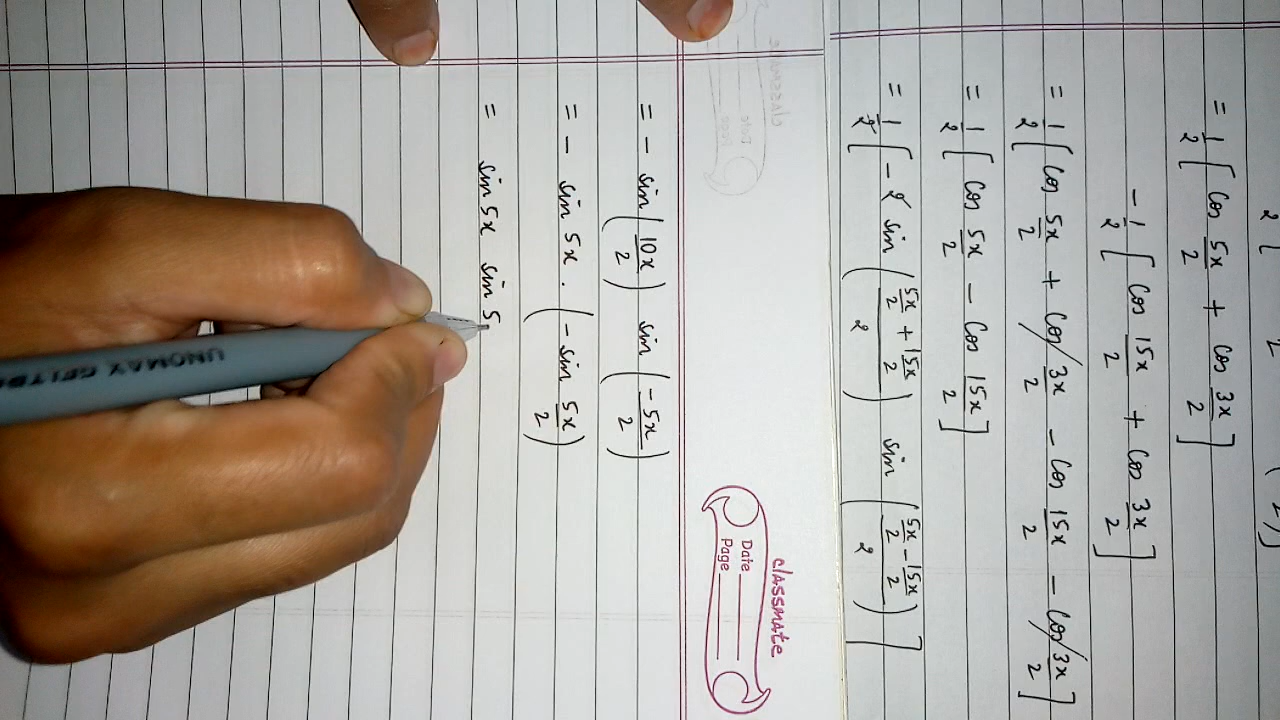 = 1/2 [ cos 5x/2 + cos 3x/2 ]
- 1/2 [ cos 15x/2 + cos 3x/2 ]
= 1/2 [ cos 5x/2 + cos 3x/2 - cos 15x/2 - cos 3x/2 ]
= 1/2 [ cos 5x/2 - cos 15x/2 ]
= 1/2 [ - 2 sin ( (5x/2 + 15x/2)/2 ) sin ( (5x/2 - 15x/2)/2 ) ]
classmate
Date
Page
= - sin ( 10x/2 ) sin ( -5x/2 )
= - sin 5x . ( - sin 5x/2 )
= sin 5x sin 5
UNOMAX